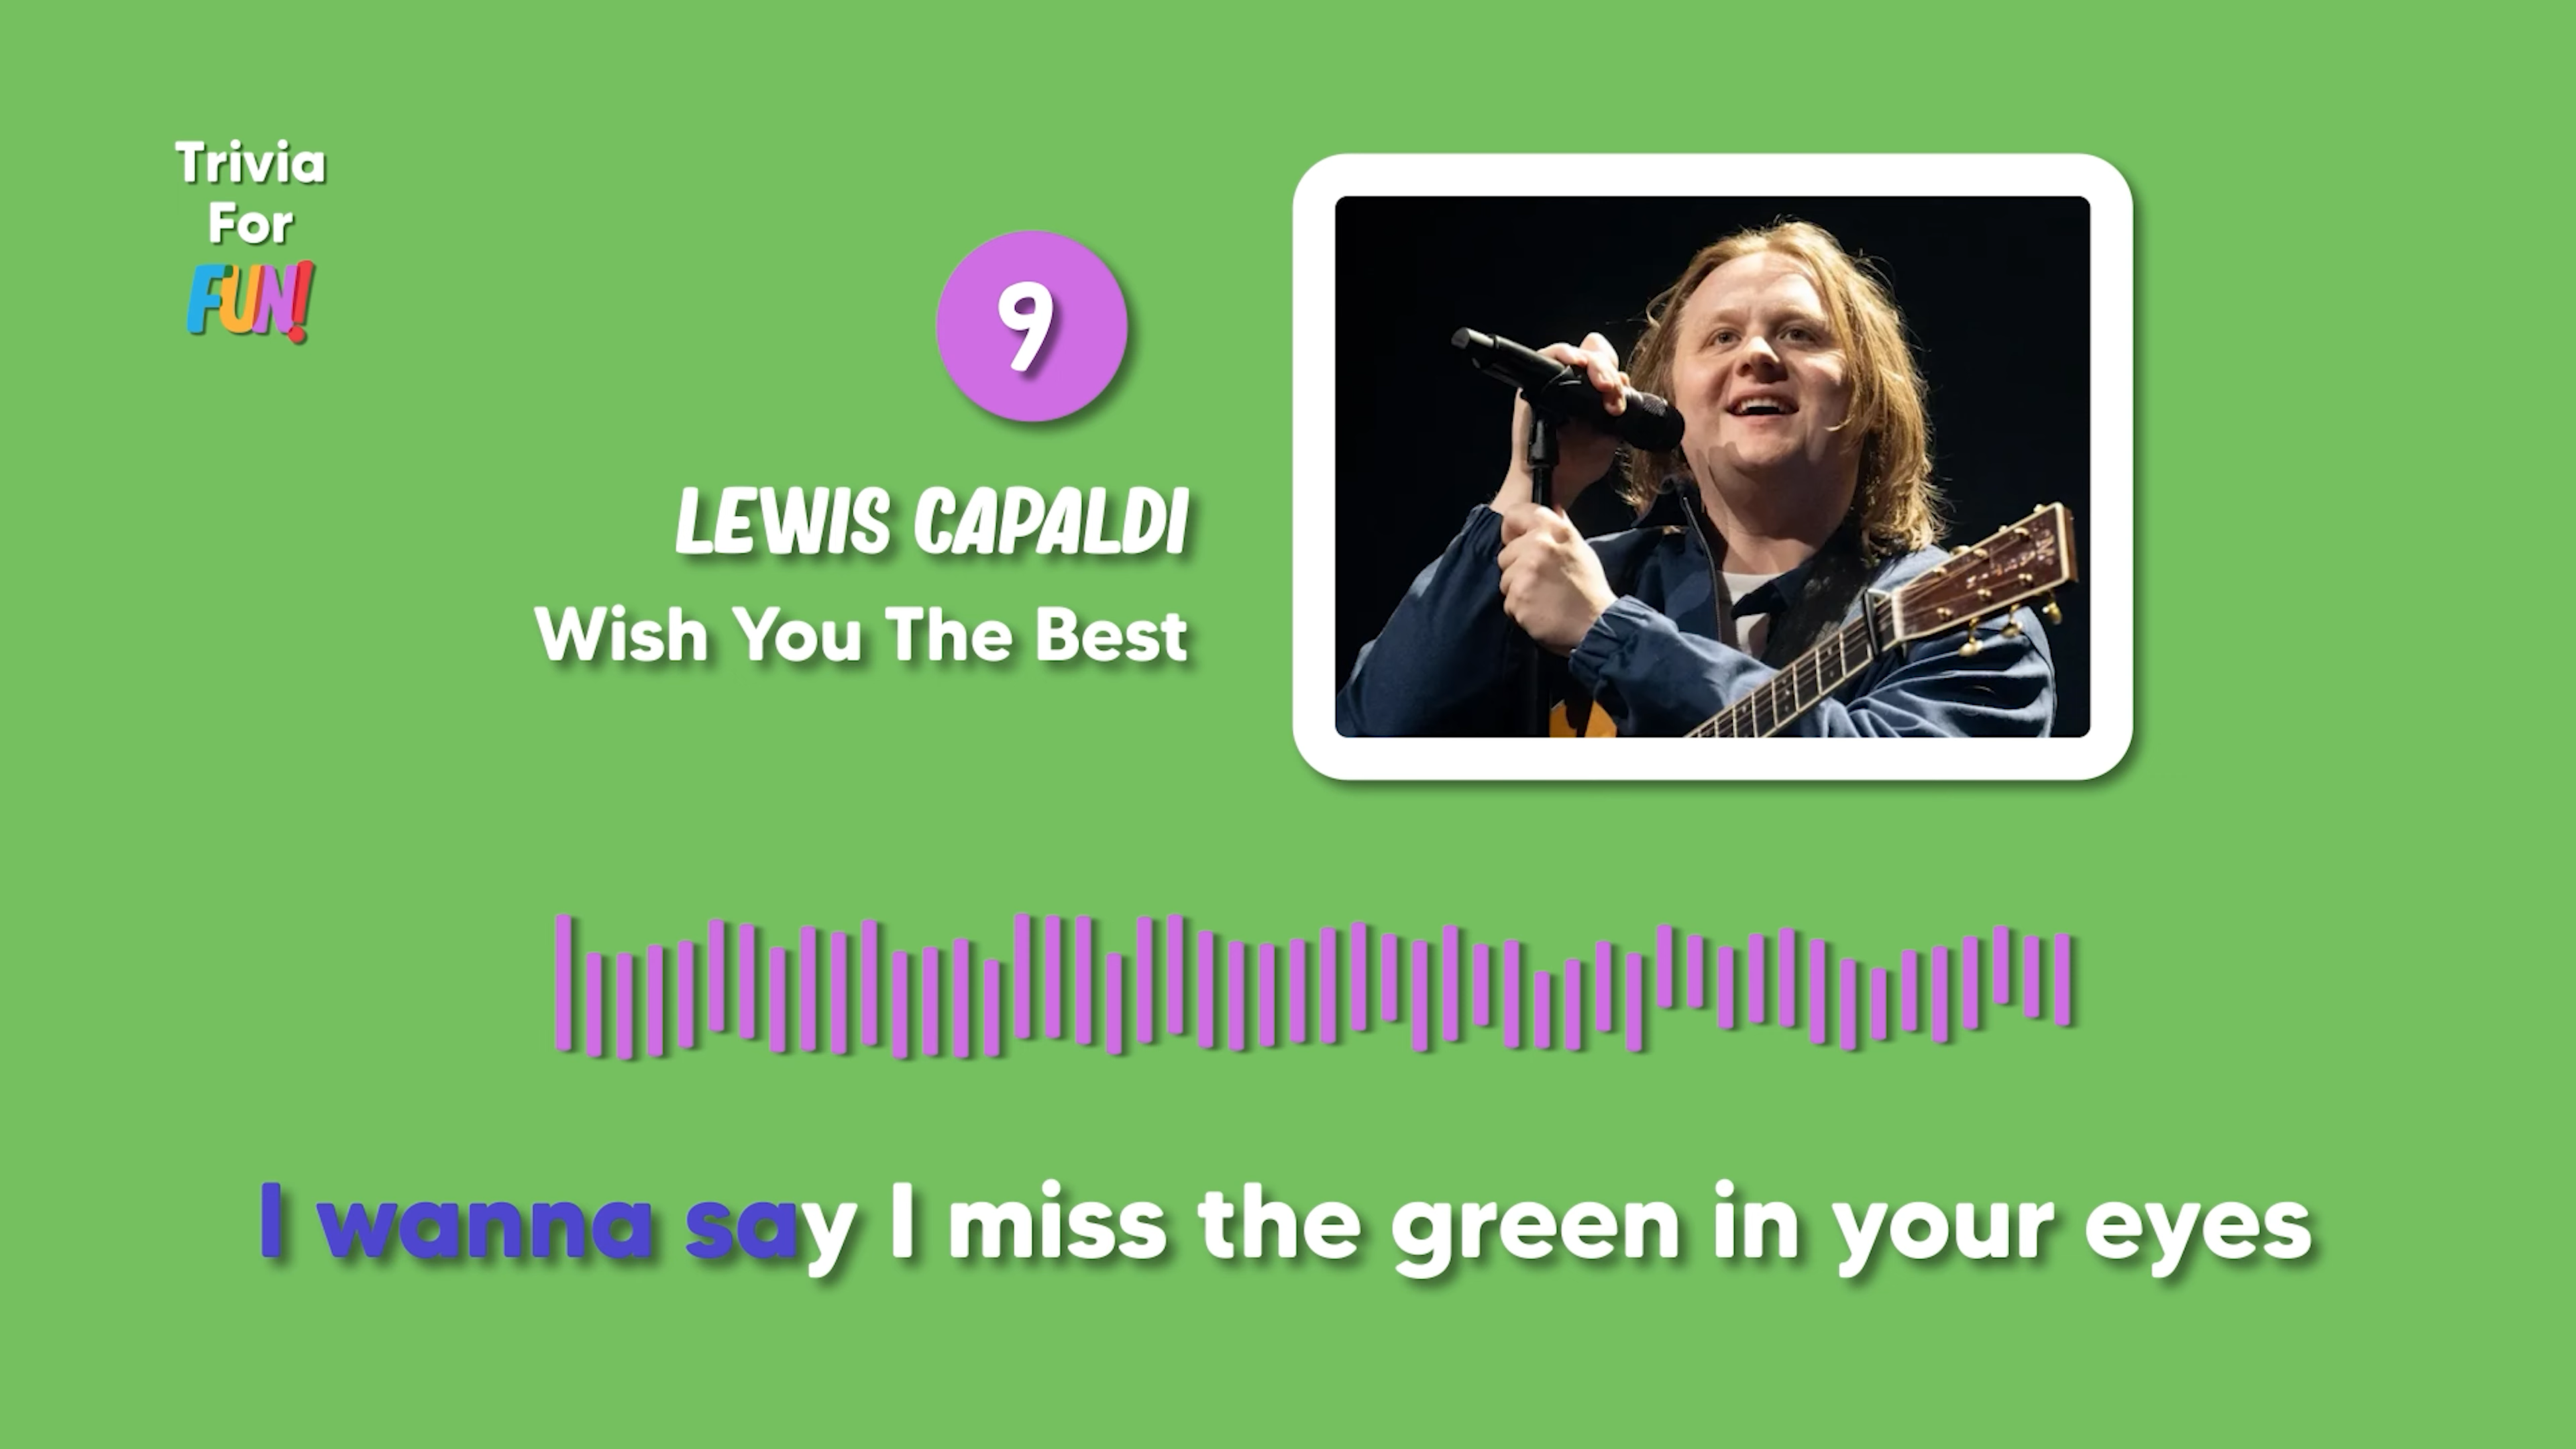 Trivia
For
FUN!
9
LEWIS CAPALDI
Wish You The Best
I wanna say I miss the green in your eyes